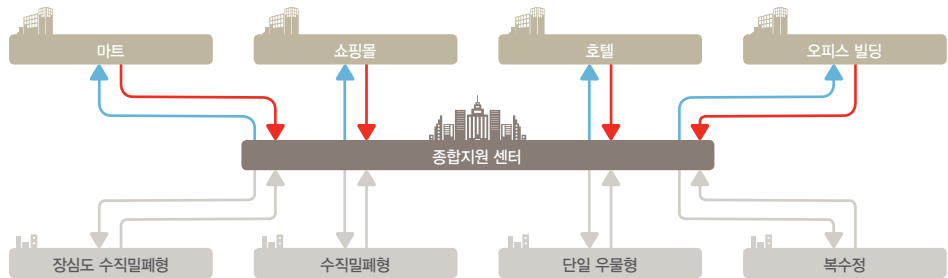 마트
쇼핑몰
호텔
오피스 빌딩
종합지원 센터
장심도 수직밀폐형
수직밀폐형
단일 우물형
복수정